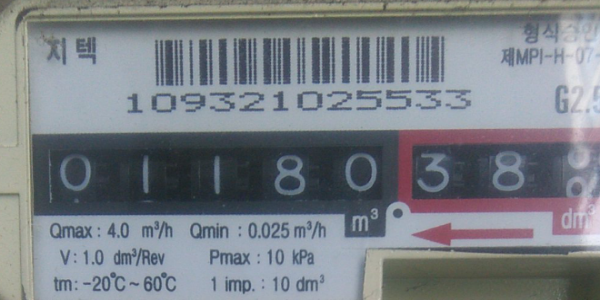 지텍
형식승인
제MPI-H-07-
109321025533
G2.5
01180 38
m³ dm³
Qmax : 4.0 m³/h Qmin : 0.025 m³/h
V : 1.0 dm³/Rev Pmax : 10 kPa
tm : -20℃ ~ 60℃ 1 imp. : 10 dm³